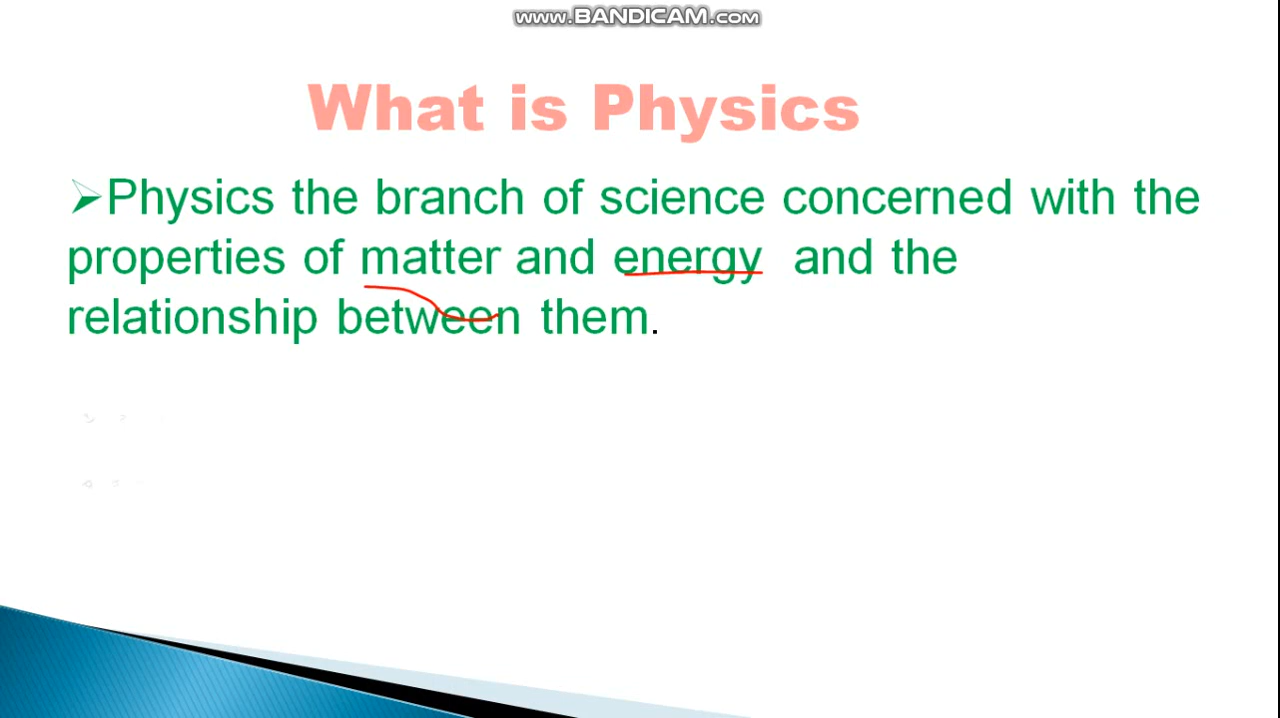 www.BANDICAM.com
What is Physics
➢Physics the branch of science concerned with the
properties of matter and energy and the
relationship between them.